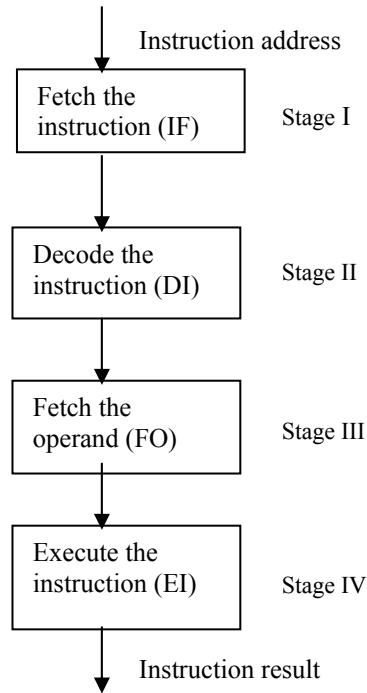 Instruction address
Fetch the
instruction (IF)
Stage I
Decode the
instruction (DI)
Stage II
Fetch the
operand (FO)
Stage III
Execute the
instruction (EI)
Stage IV
Instruction result